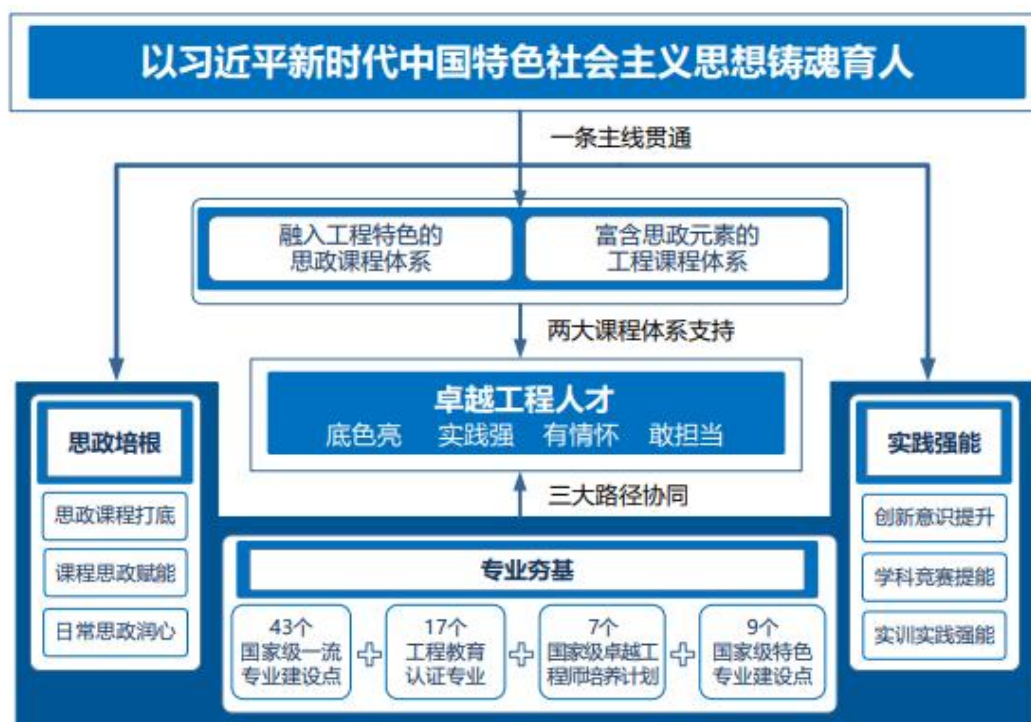 以习近平新时代中国特色社会主义思想铸魂育人
一条主线贯通
融入工程特色的
思政课程体系
富含思政元素的
工程课程体系
两大课程体系支持
卓越工程人才
底色亮 实践强 有情怀 敢担当
思政培根
思政课程打底
课程思政赋能
日常思政润心
实践强能
创新意识提升
学科竞赛提能
实训实践强能
三大路径协同
专业夯基
43个
国家级一流
专业建设点
17个
工程教育
认证专业
7个
国家级卓越工
程师培养计划
9个
国家级特色
专业建设点